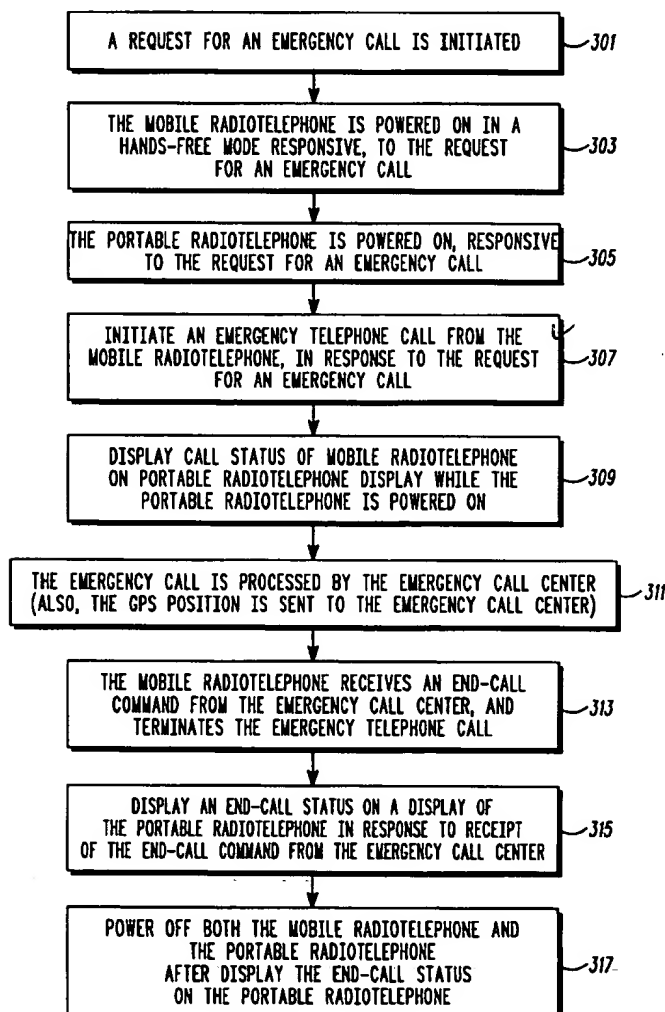 A REQUEST FOR AN EMERGENCY CALL IS INITIATED
301
THE MOBILE RADIOTELEPHONE IS POWERED ON IN A
HANDS-FREE MODE RESPONSIVE, TO THE REQUEST
FOR AN EMERGENCY CALL
303
THE PORTABLE RADIOTELEPHONE IS POWERED ON, RESPONSIVE
TO THE REQUEST FOR AN EMERGENCY CALL
305
INITIATE AN EMERGENCY TELEPHONE CALL FROM THE
MOBILE RADIOTELEPHONE, IN RESPONSE TO THE REQUEST
FOR AN EMERGENCY CALL
307
DISPLAY CALL STATUS OF MOBILE RADIOTELEPHONE
ON PORTABLE RADIOTELEPHONE DISPLAY WHILE THE
PORTABLE RADIOTELEPHONE IS POWERED ON
309
THE EMERGENCY CALL IS PROCESSED BY THE EMERGENCY CALL CENTER
(ALSO, THE GPS POSITION IS SENT TO THE EMERGENCY CALL CENTER)
311
THE MOBILE RADIOTELEPHONE RECEIVES AN END-CALL
COMMAND FROM THE EMERGENCY CALL CENTER, AND
TERMINATES THE EMERGENCY TELEPHONE CALL
313
DISPLAY AN END-CALL STATUS ON A DISPLAY OF
THE PORTABLE RADIOTELEPHONE IN RESPONSE TO RECEIPT
OF THE END-CALL COMMAND FROM THE EMERGENCY CALL CENTER
315
POWER OFF BOTH THE MOBILE RADIOTELEPHONE AND
THE PORTABLE RADIOTELEPHONE
AFTER DISPLAY THE END-CALL STATUS
ON THE PORTABLE RADIOTELEPHONE
317